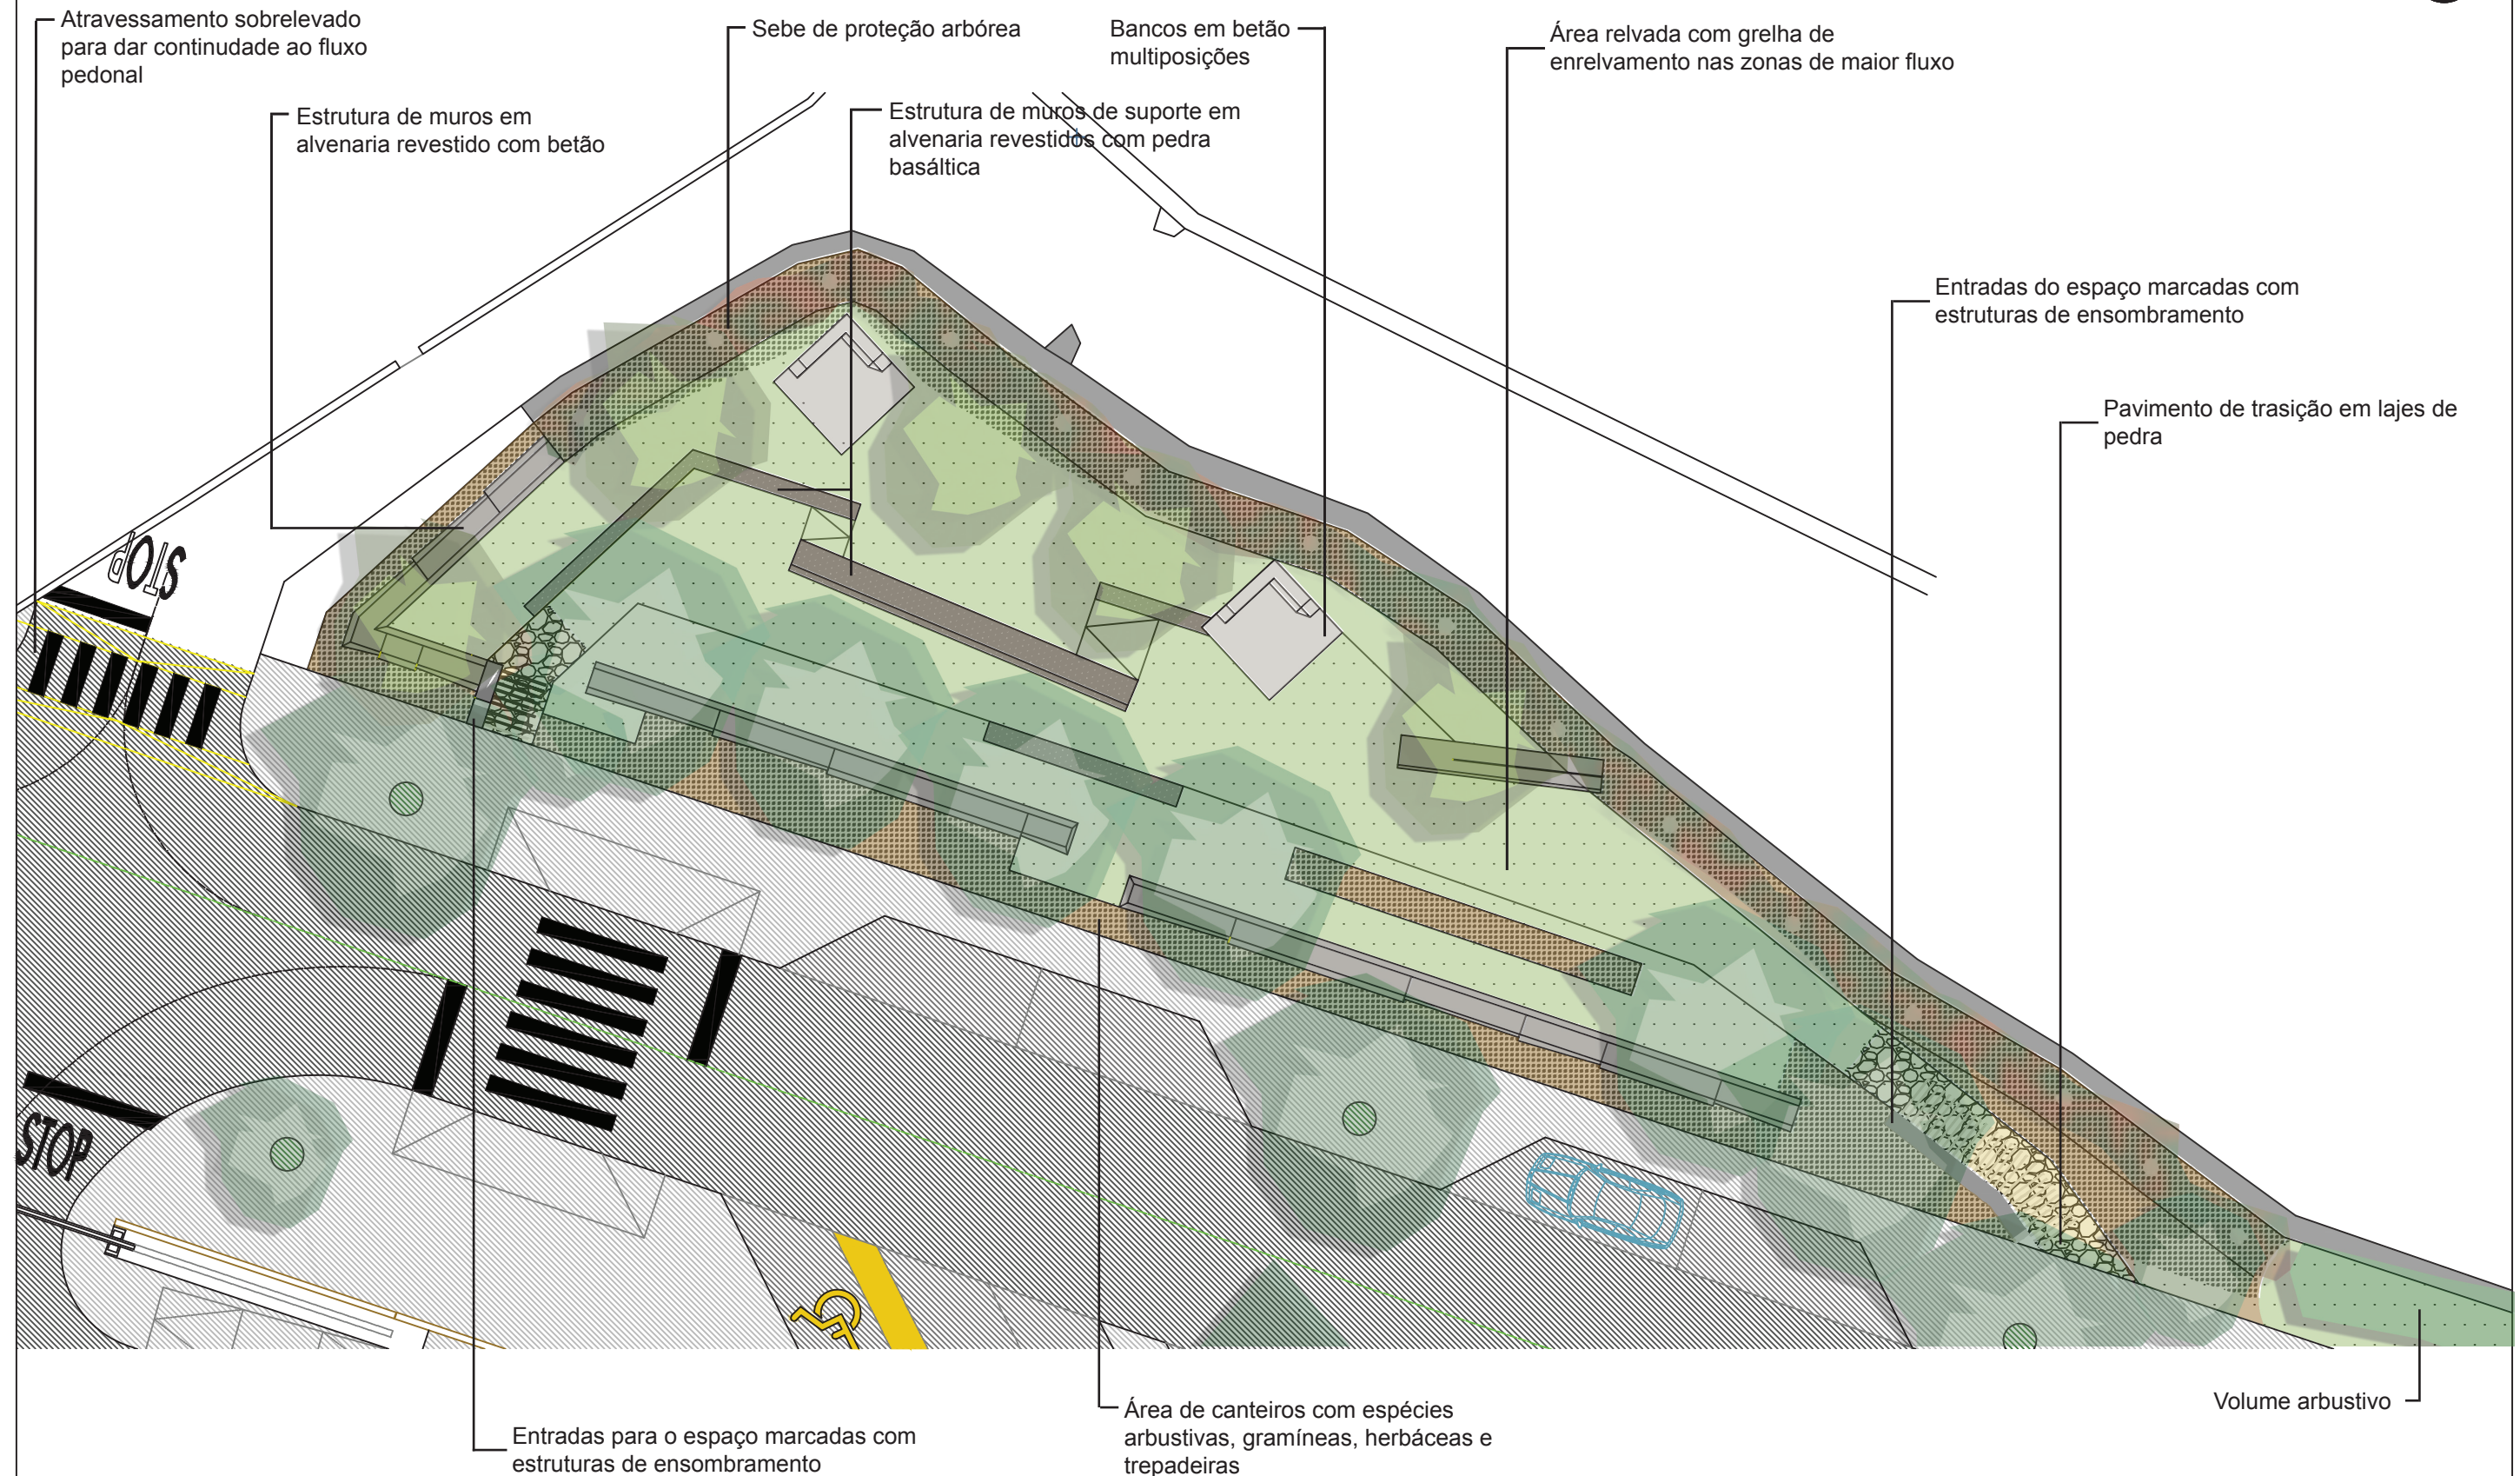 Atravessamento sobrelevado
para dar continudade ao fluxo
pedonal
Sebe de proteção arbórea
Bancos em betão
multiposições
Área relvada com grelha de
enrelvamento nas zonas de maior fluxo
Estrutura de muros em
alvenaria revestido com betão
Estrutura de muros de suporte em
alvenaria revestidos com pedra
basáltica
Entradas do espaço marcadas com
estruturas de ensombramento
Pavimento de trasição em lajes de
pedra
STOP
STOP
Volume arbustivo
Área de canteiros com espécies
arbustivas, gramíneas, herbáceas e
trepadeiras
Entradas para o espaço marcadas com
estruturas de ensombramento